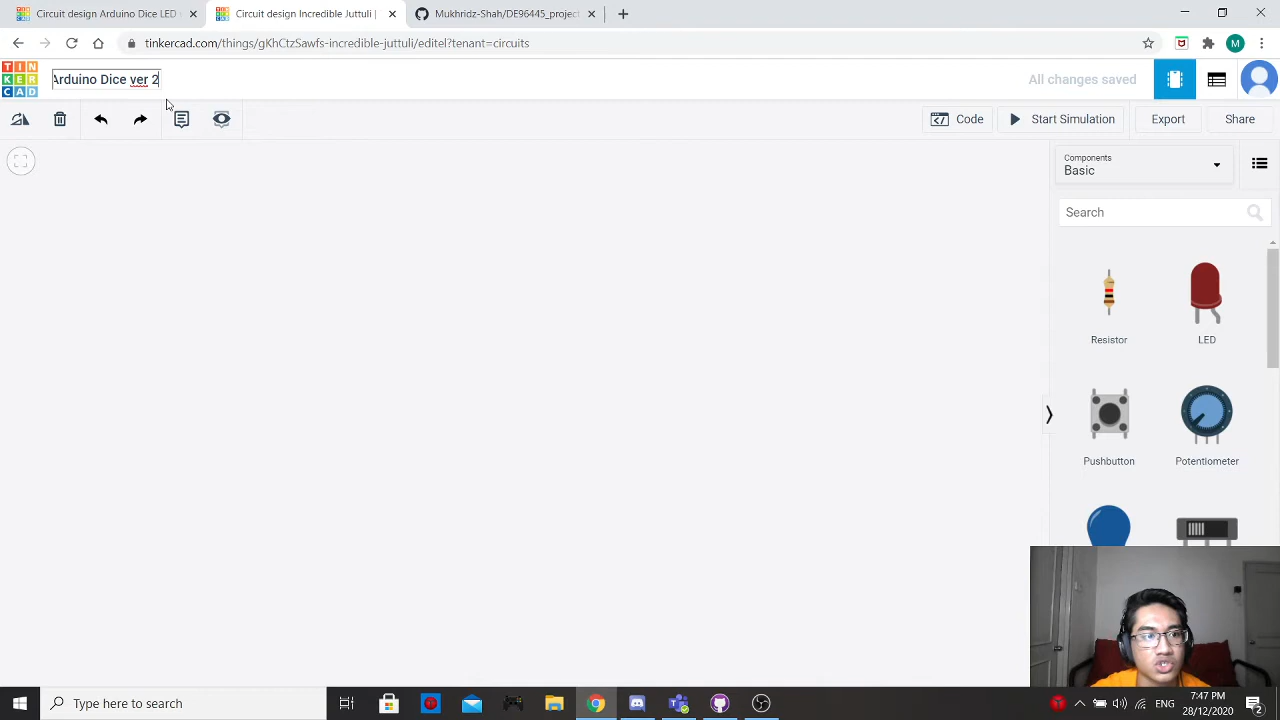 Circuit design Arduino Dice LED
Circuit design Incredible Juttuli |
Mukhridz-Shah/DE96445_project
tinkercad.com/things/gKhCtzSawfs-incredible-juttuli/editel?tenant=circuits
M
TIN
KER
CAD
Arduino Dice ver 2
All changes saved
Code
Start Simulation
Export
Share
Components
Basic
Search
Resistor
LED
Pushbutton
Potentiometer
Type here to search
ENG
7:47 PM
28/12/2020